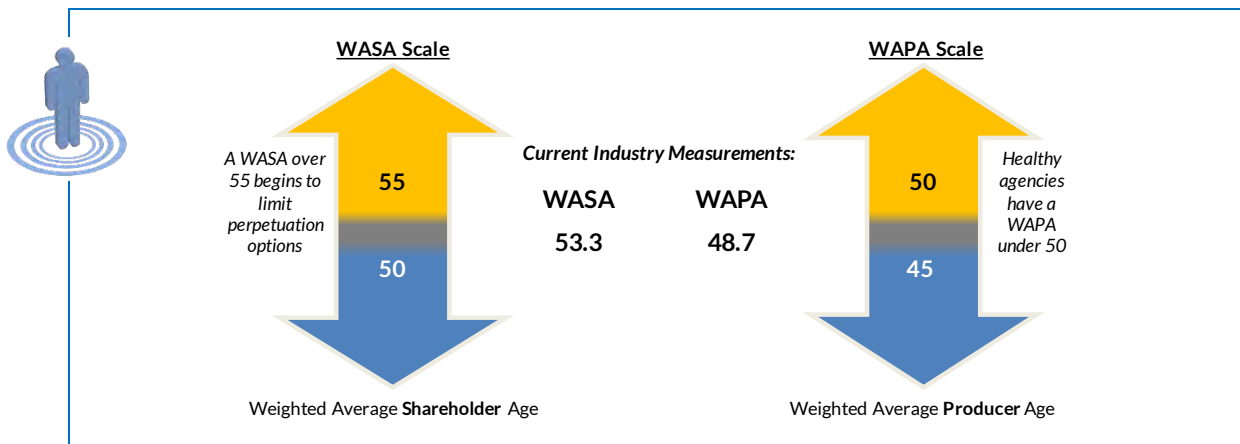 WASA Scale
WAPA Scale
A WASA over
55 begins to
limit
perpetuation
options
55
50
Current Industry Measurements:
WASA WAPA
53.3 48.7
50
45
Healthy
agencies
have a
WAPA
under 50
Weighted Average Shareholder Age
Weighted Average Producer Age